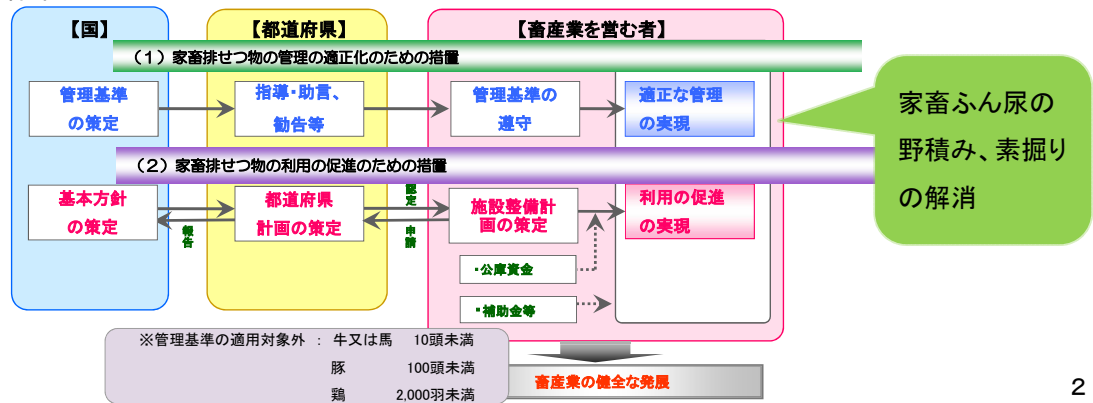 【国】
【都道府県】
【畜産業を営む者】
（１）家畜排せつ物の管理の適正化のための措置
管理基準
の策定
指導・助言、
勧告等
管理基準の
遵守
適正な管理
の実現
家畜ふん尿の
野積み、素掘り
の解消
（２）家畜排せつ物の利用の促進のための措置
基本方針
の策定
報告
都道府県
計画の策定
認定
申請
施設整備計
画の策定
利用の促進
の実現
・公庫資金
・補助金等
※管理基準の適用対象外 ： 牛又は馬 10頭未満
豚 100頭未満
鶏 2,000羽未満
畜産業の健全な発展
2